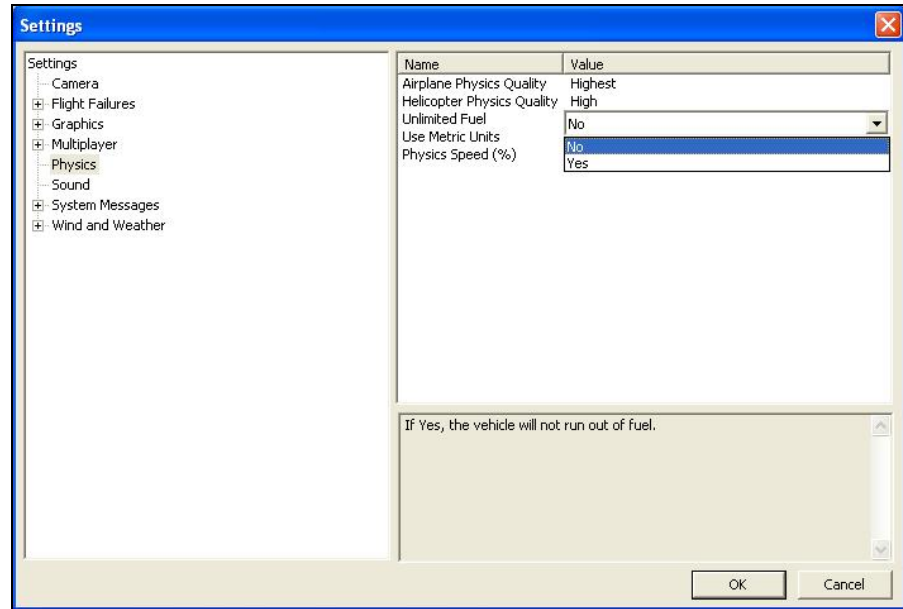 Settings
Settings
Camera
Flight Failures
Graphics
Multiplayer
Physics
Sound
System Messages
Wind and Weather
Name Value
Airplane Physics Quality Highest
Helicopter Physics Quality High
Unlimited Fuel No
Use Metric Units No
Physics Speed (%) Yes
If Yes, the vehicle will not run out of fuel.
OK Cancel